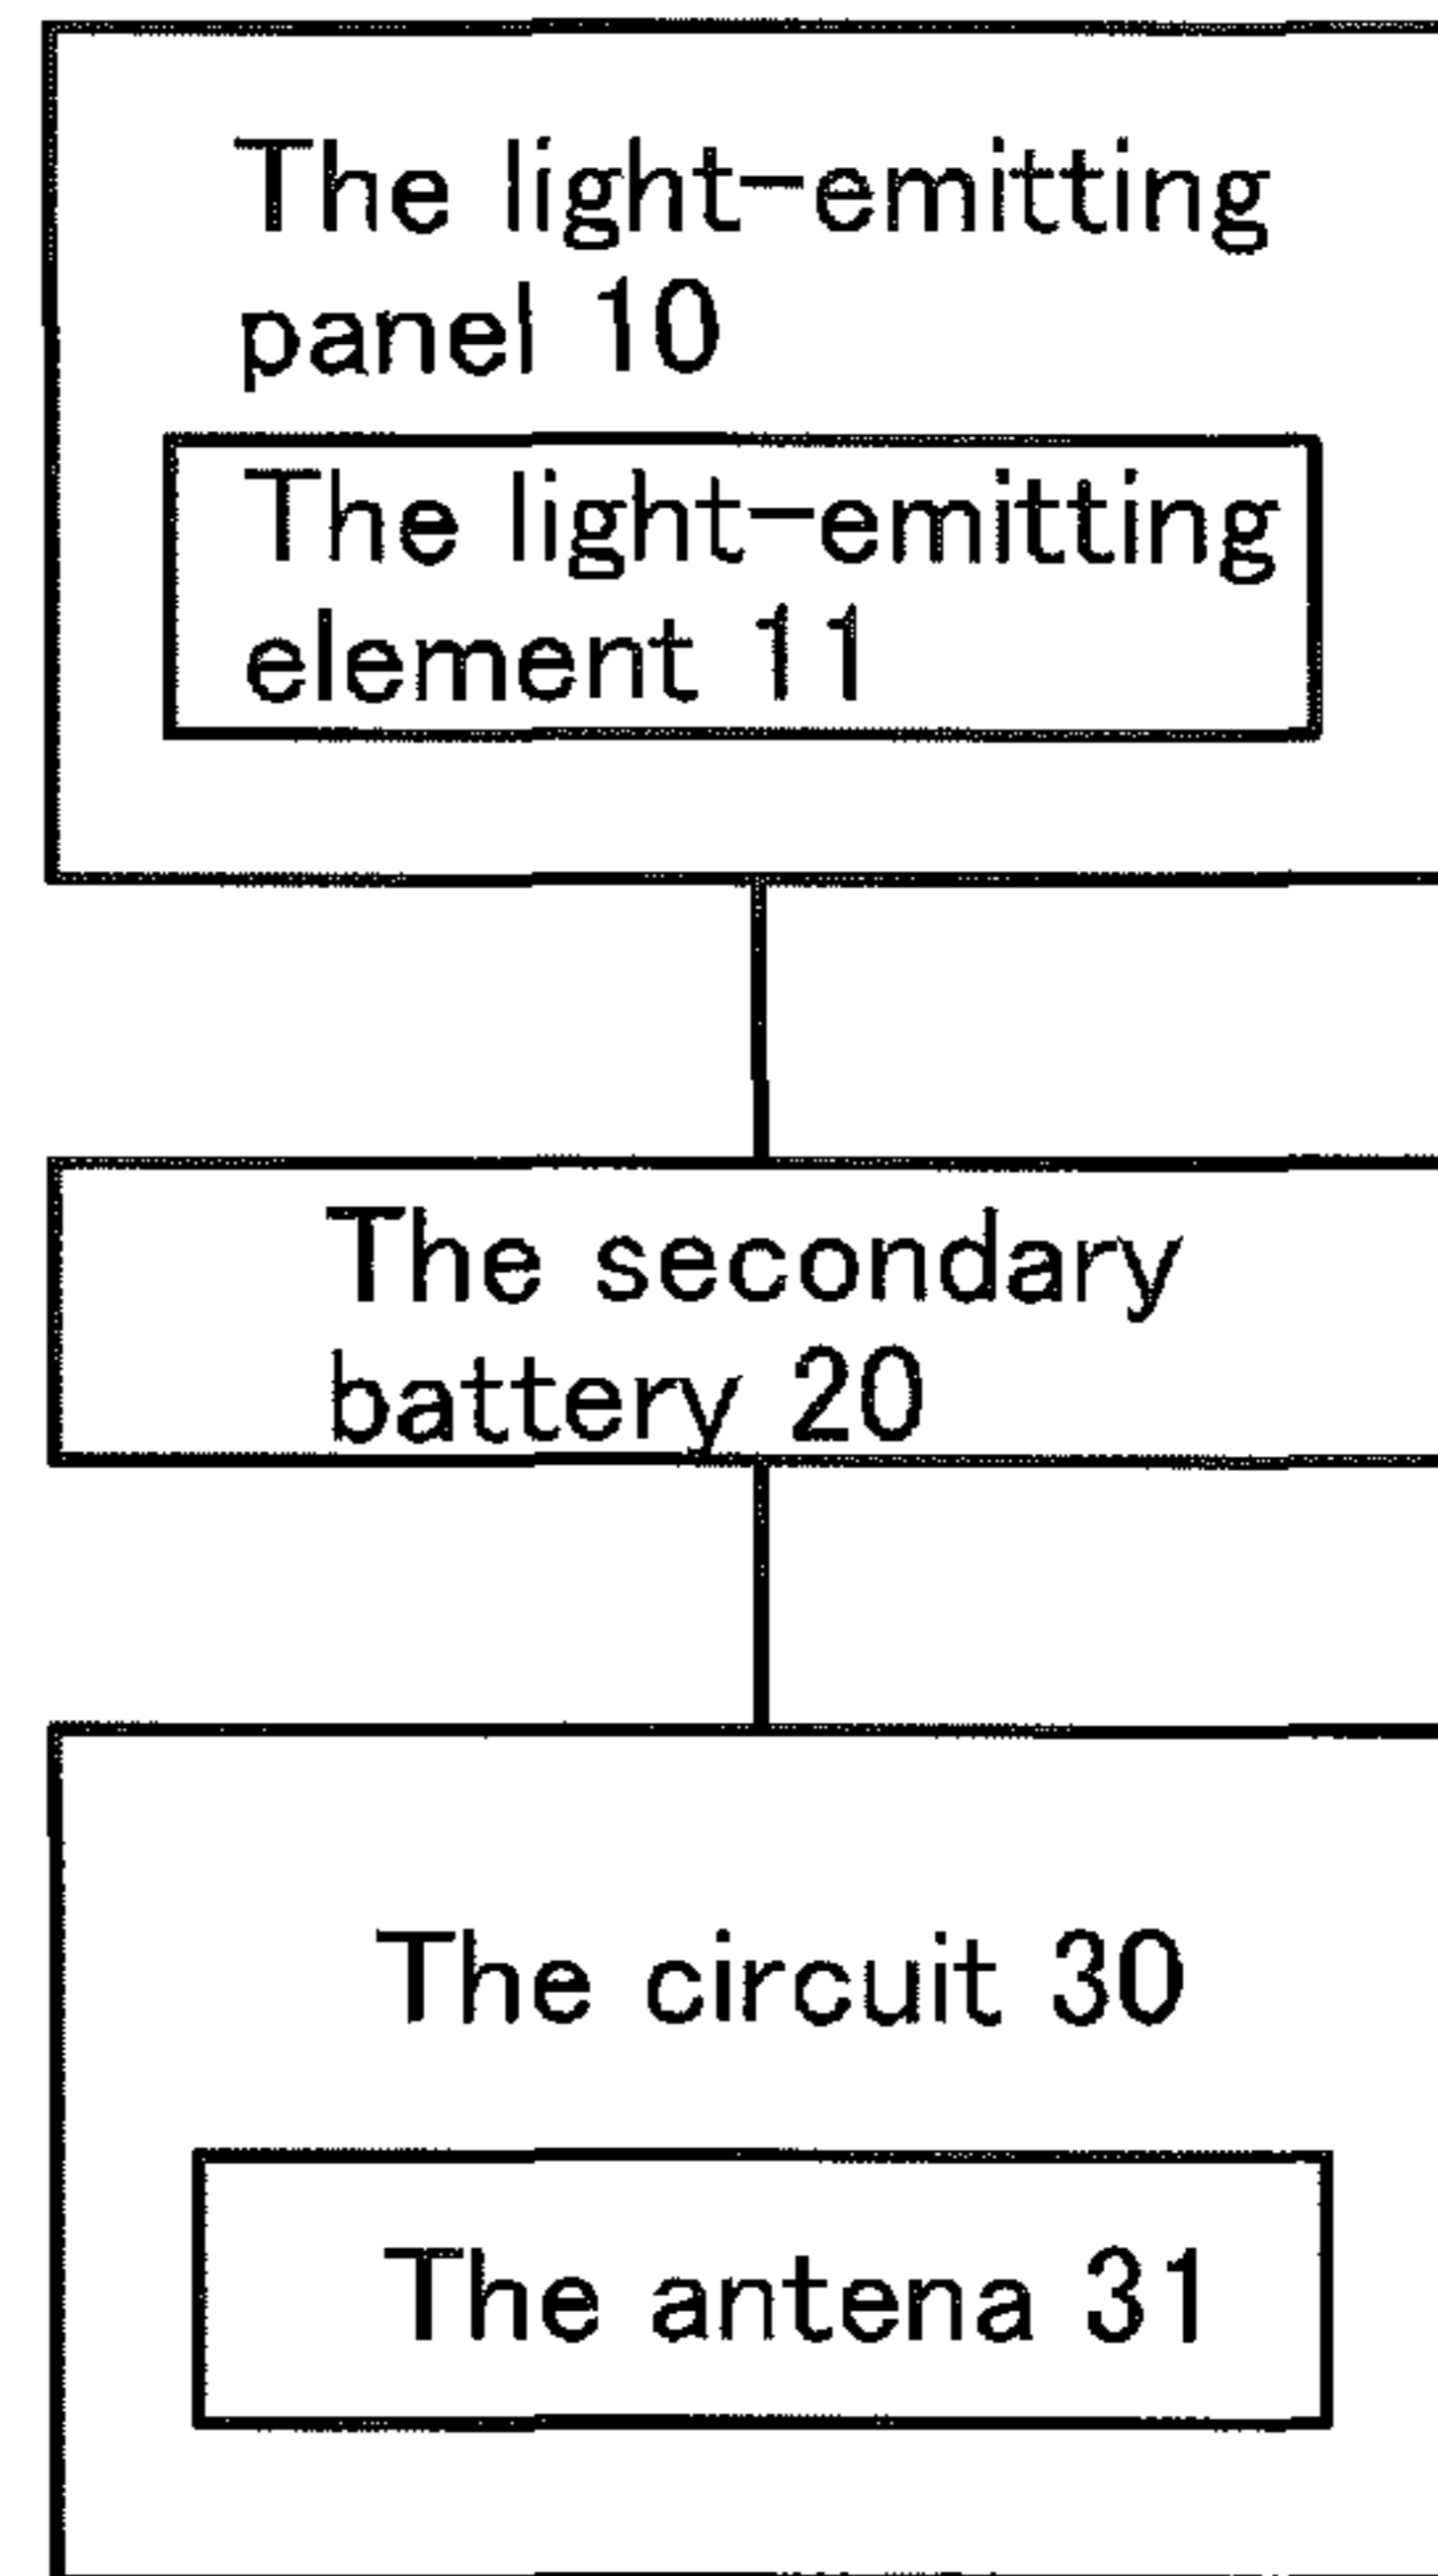 The light-emitting
panel 10
The light-emitting
element 11
The secondary
battery 20
The circuit 30
The antena 31